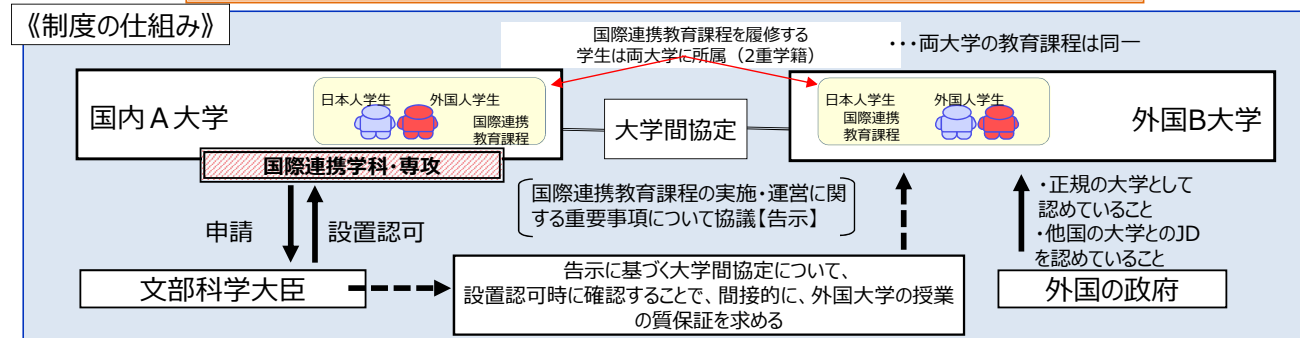 《制度の仕組み》
国際連携教育課程を履修する
学生は両大学に所属（2重学籍）
・・・両大学の教育課程は同一
国内Ａ大学
日本人学生
外国人学生
国際連携
教育課程
国際連携学科・専攻
大学間協定
日本人学生
外国人学生
国際連携
教育課程
外国B大学
国際連携教育課程の実施・運営に関
する重要事項について協議【告示】
申請
設置認可
・正規の大学として
認めていること
・他国の大学とのJD
を認めていること
文部科学大臣
告示に基づく大学間協定について、
設置認可時に確認することで、間接的に、外国大学の授業
の質保証を求める
外国の政府